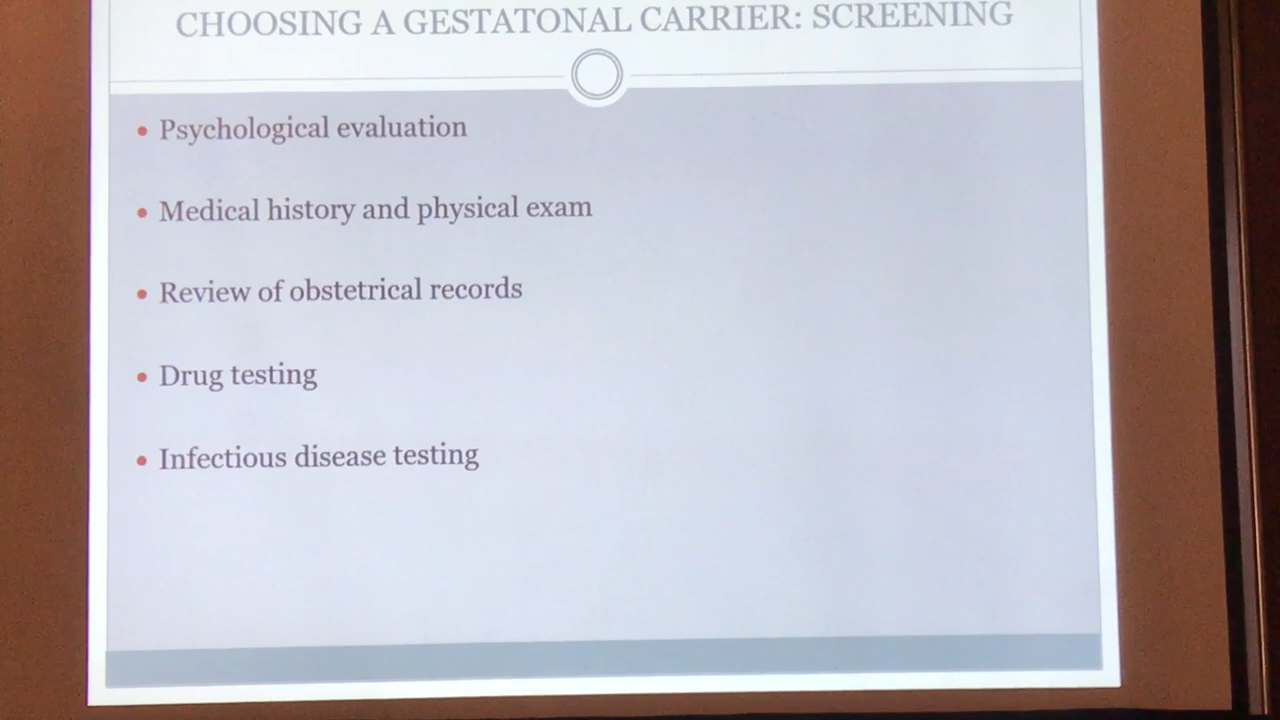 CHOOSING A GESTATONAL CARRIER: SCREENING
• Psychological evaluation
• Medical history and physical exam
• Review of obstetrical records
• Drug testing
• Infectious disease testing